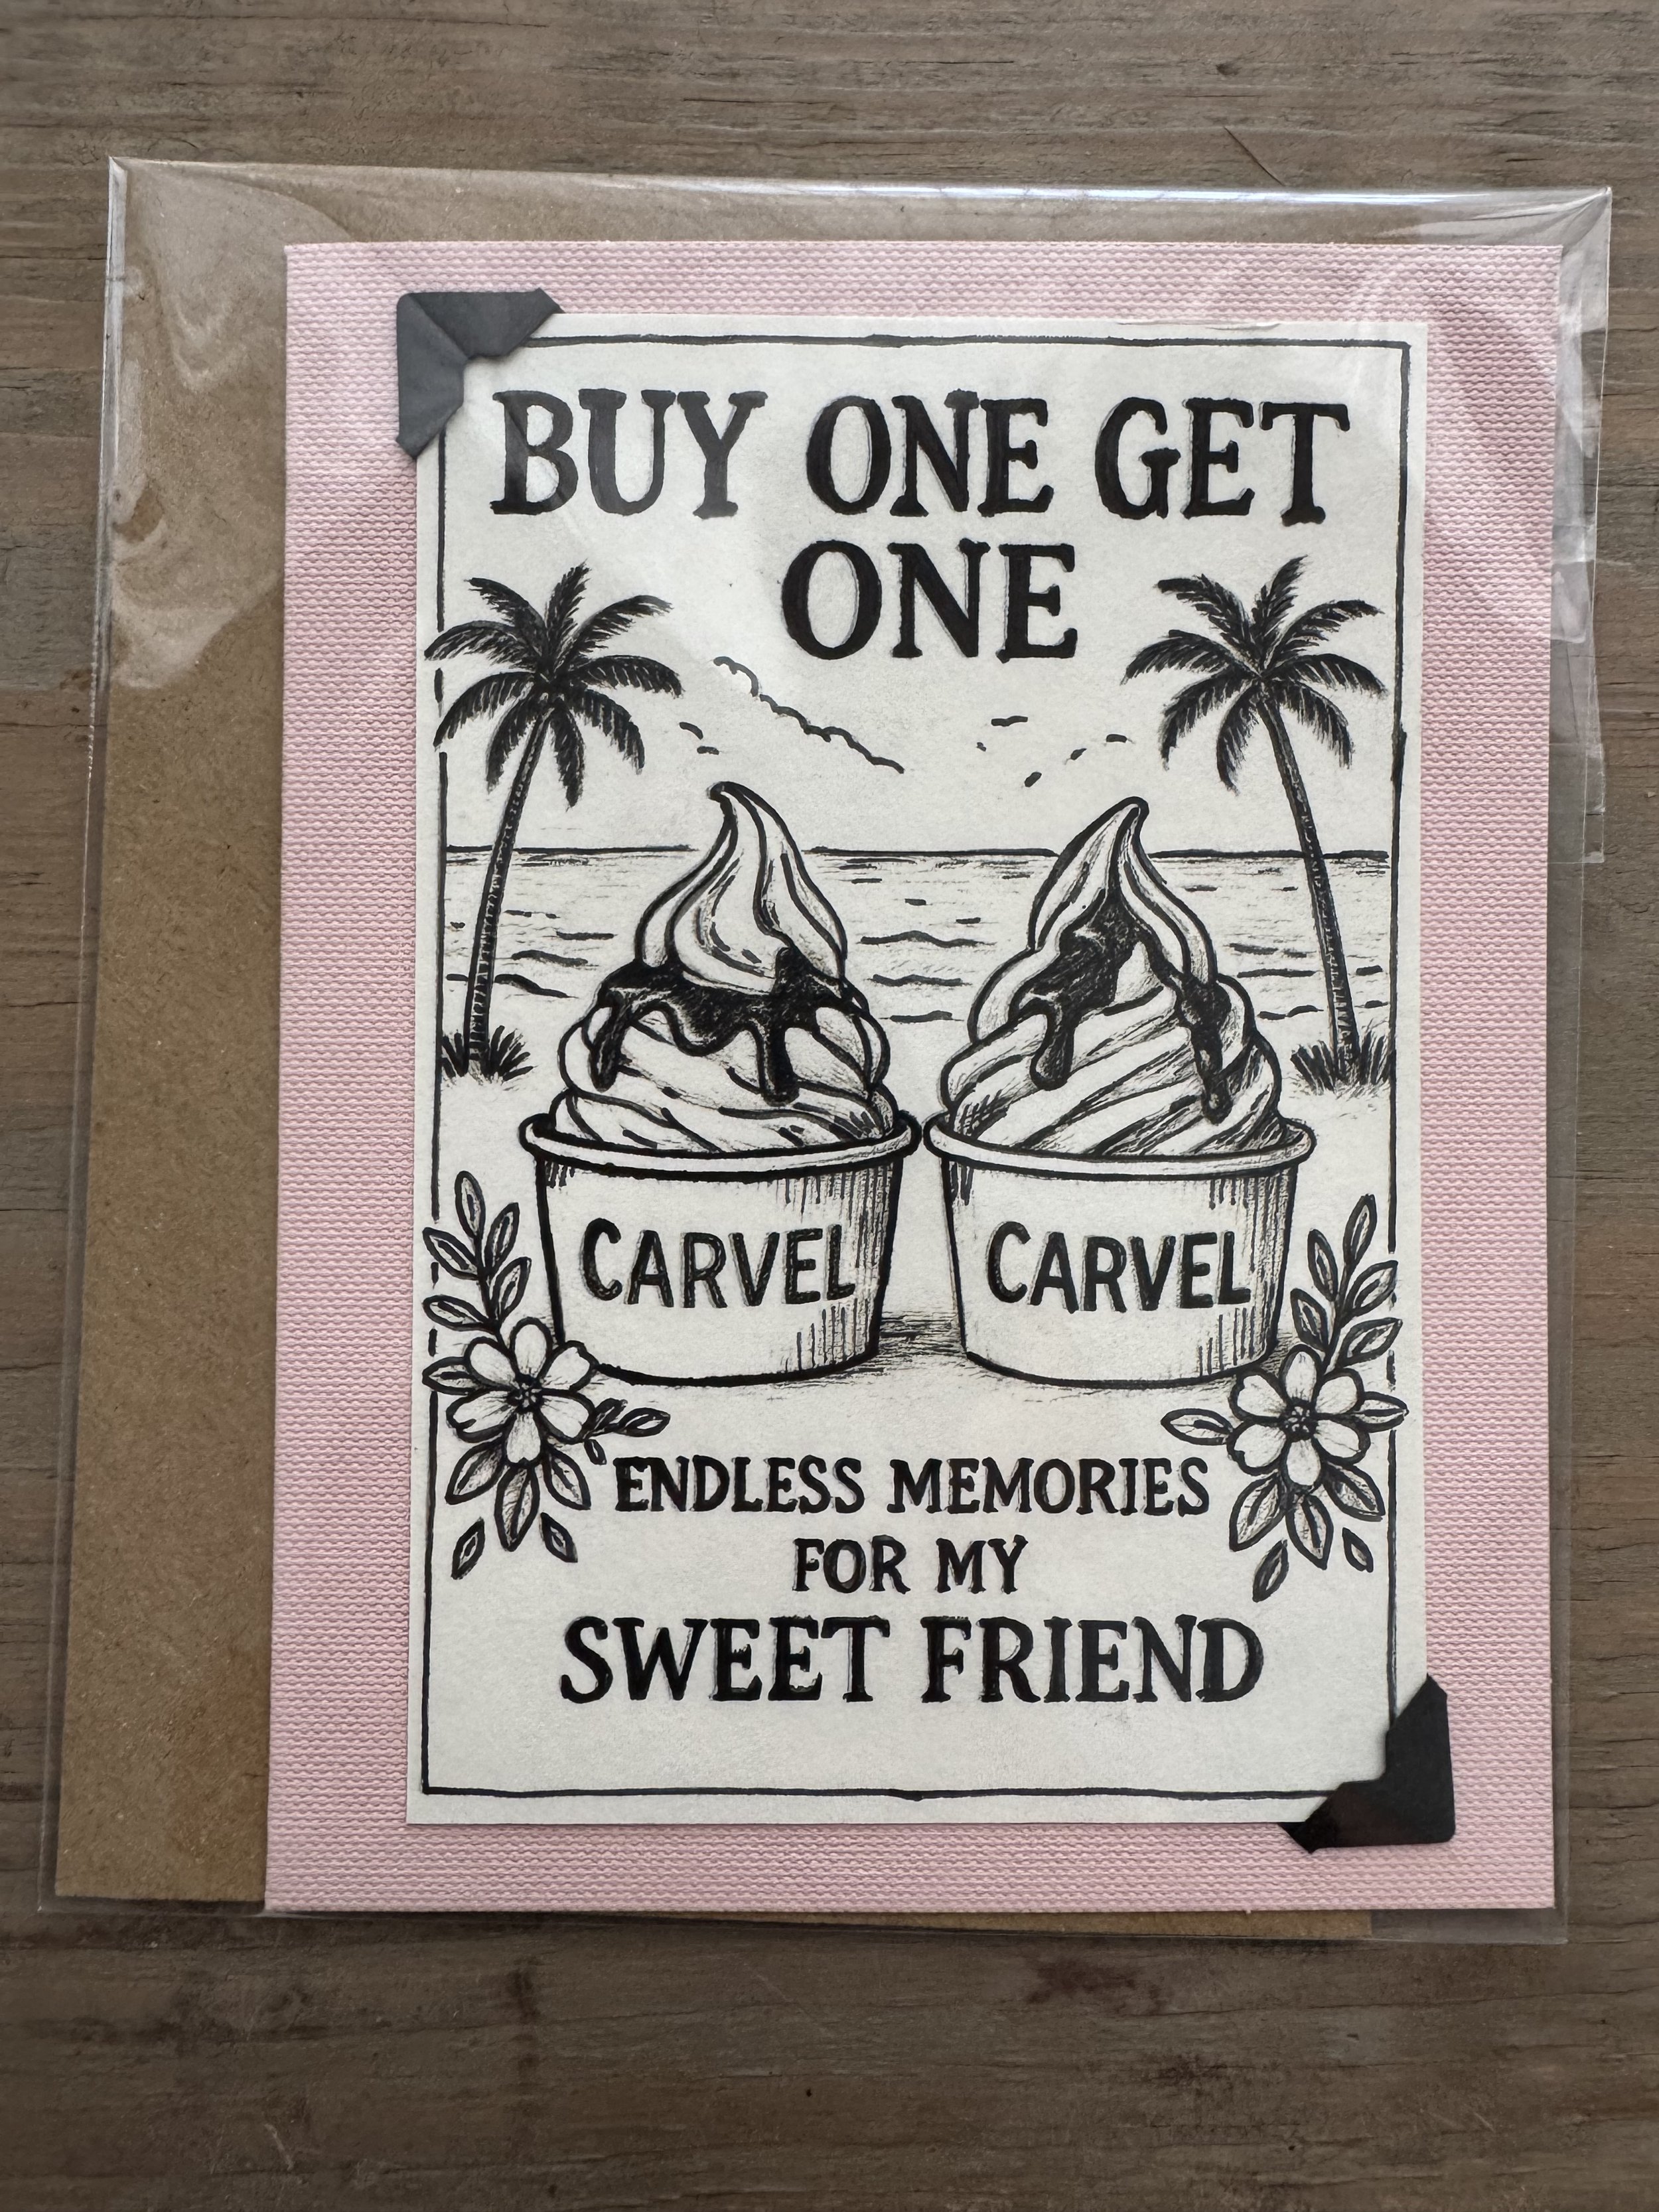 BUY ONE GET
ONE
CARVEL
CARVEL
ENDLESS MEMORIES
FOR MY
SWEET FRIEND